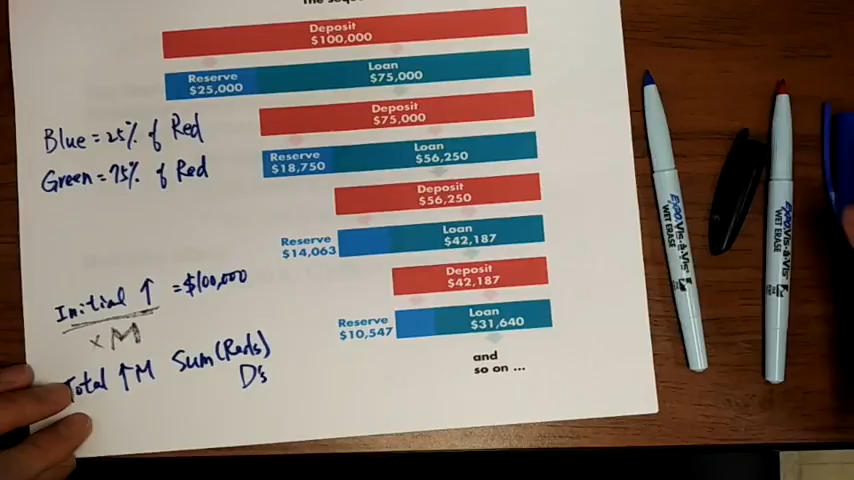 The sequ
Deposit
$100,000
Reserve
$25,000
Loan
$75,000
Deposit
$75,000
Reserve
$18,750
Loan
$56,250
Deposit
$56,250
Reserve
$14,063
Loan
$42,187
Deposit
$42,187
Reserve
$10,547
Loan
$31,640
and
so on ...
Blue = 25% of Red
Green = 75% of Red
Initial ↑ = $100,000
× M
Total ↑ M Sum (Reds)
D's
EXPO Vis-à-Vis
WET ERASE
EXPO Vis-à-Vis
WET ERASE